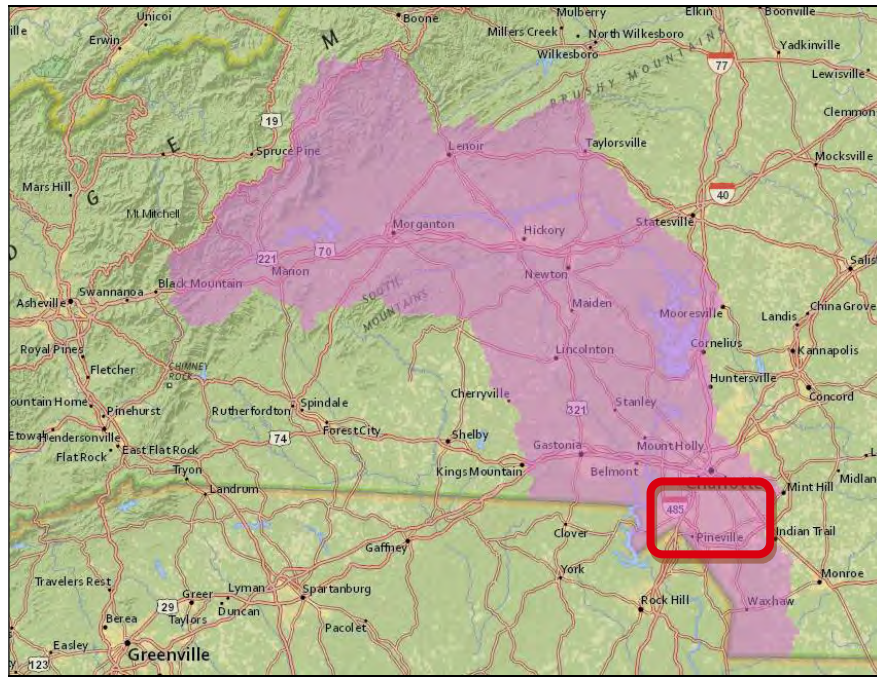 Unicoi
Boone
Mulberry
Elkin
Boonville
ille
Erwin
Millers Creek
North Wilkesboro
Wilkesboro
Yadkinville
M
77
Lewisville
BRUSHY MOUNTAINS
Clemmon
19
E
Spruce Pine
Lenoir
Taylorsville
Mocksville
Mars Hill
G
40
Mt Mitchell
Statesville
Morganton
Hickory
D
221
70
Salis
Black Mountain
Marion
Newton
Swannanoa
SOUTH
MOUNTAINS
Asheville
Maiden
Mooresville
Landis
China Grove
Royal Pines
Lincolnton
Cornelius
Kannapolis
Fletcher
CHIMNEY
ROCK
Huntersville
Cherryville
Concord
ountain Home
Pinehurst
Rutherfordton
Spindale
321
Stanley
Etowah
Hendersonville
74
Forest City
Shelby
Gastonia
Mount Holly
Flat Rock
East Flat Rock
Tryon
Kings Mountain
Belmont
Midlan
Landrum
Charlotte
Mint Hill
485
Clover
Pineville
Indian Trail
Gaffney
York
Travelers Rest
Monroe
Greer
Lyman
Spartanburg
Rock Hill
Waxhaw
29
Berea
Taylors
Duncan
Pacolet
Easley
Greenville
123